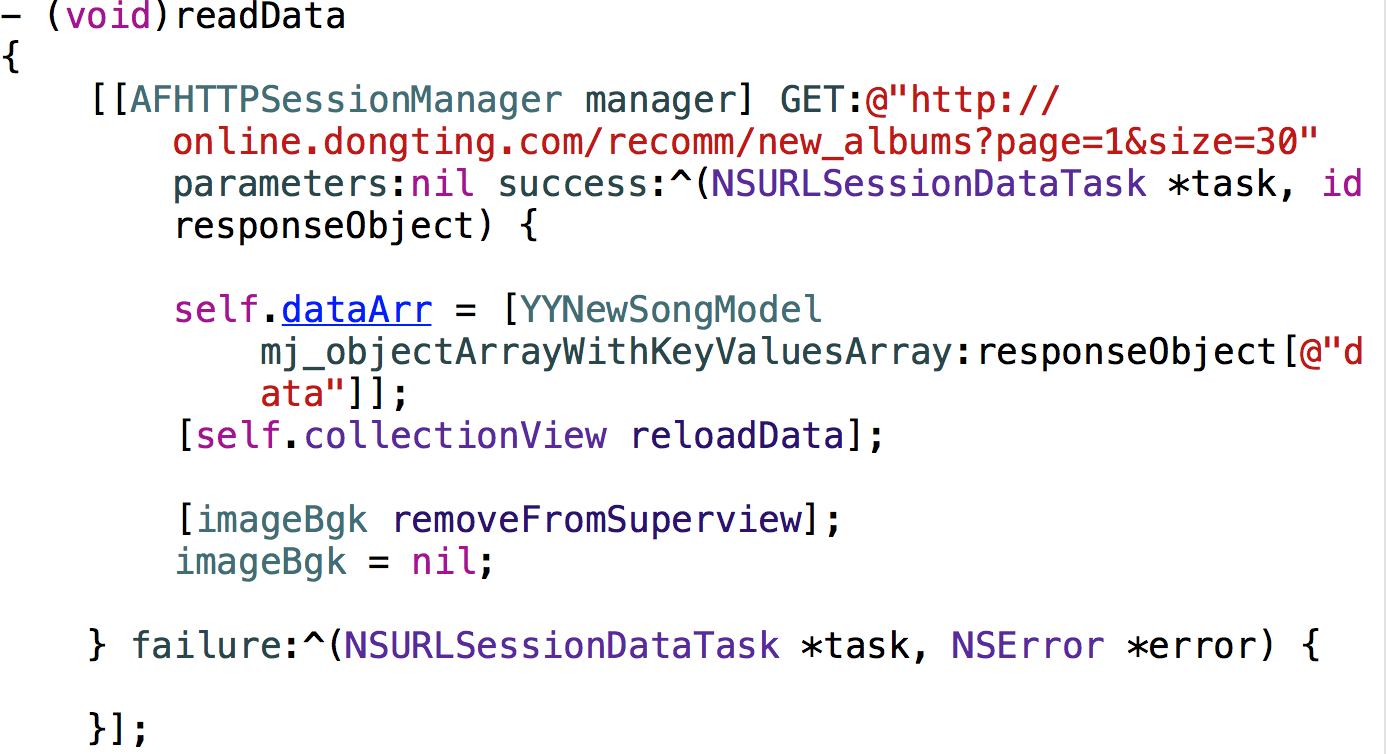 - (void)readData
{
[[AFHTTPSessionManager manager] GET:@"http://
online.dongting.com/recomm/new_albums?page=1&size=30"
parameters:nil success:^(NSURLSessionDataTask *task, id
responseObject) {
self.dataArr = [YYNewSongModel
mj_objectArrayWithKeyValuesArray:responseObject[@"d
ata"]];
[self.collectionView reloadData];
[imageBgk removeFromSuperview];
imageBgk = nil;
} failure:^(NSURLSessionDataTask *task, NSError *error) {
}];